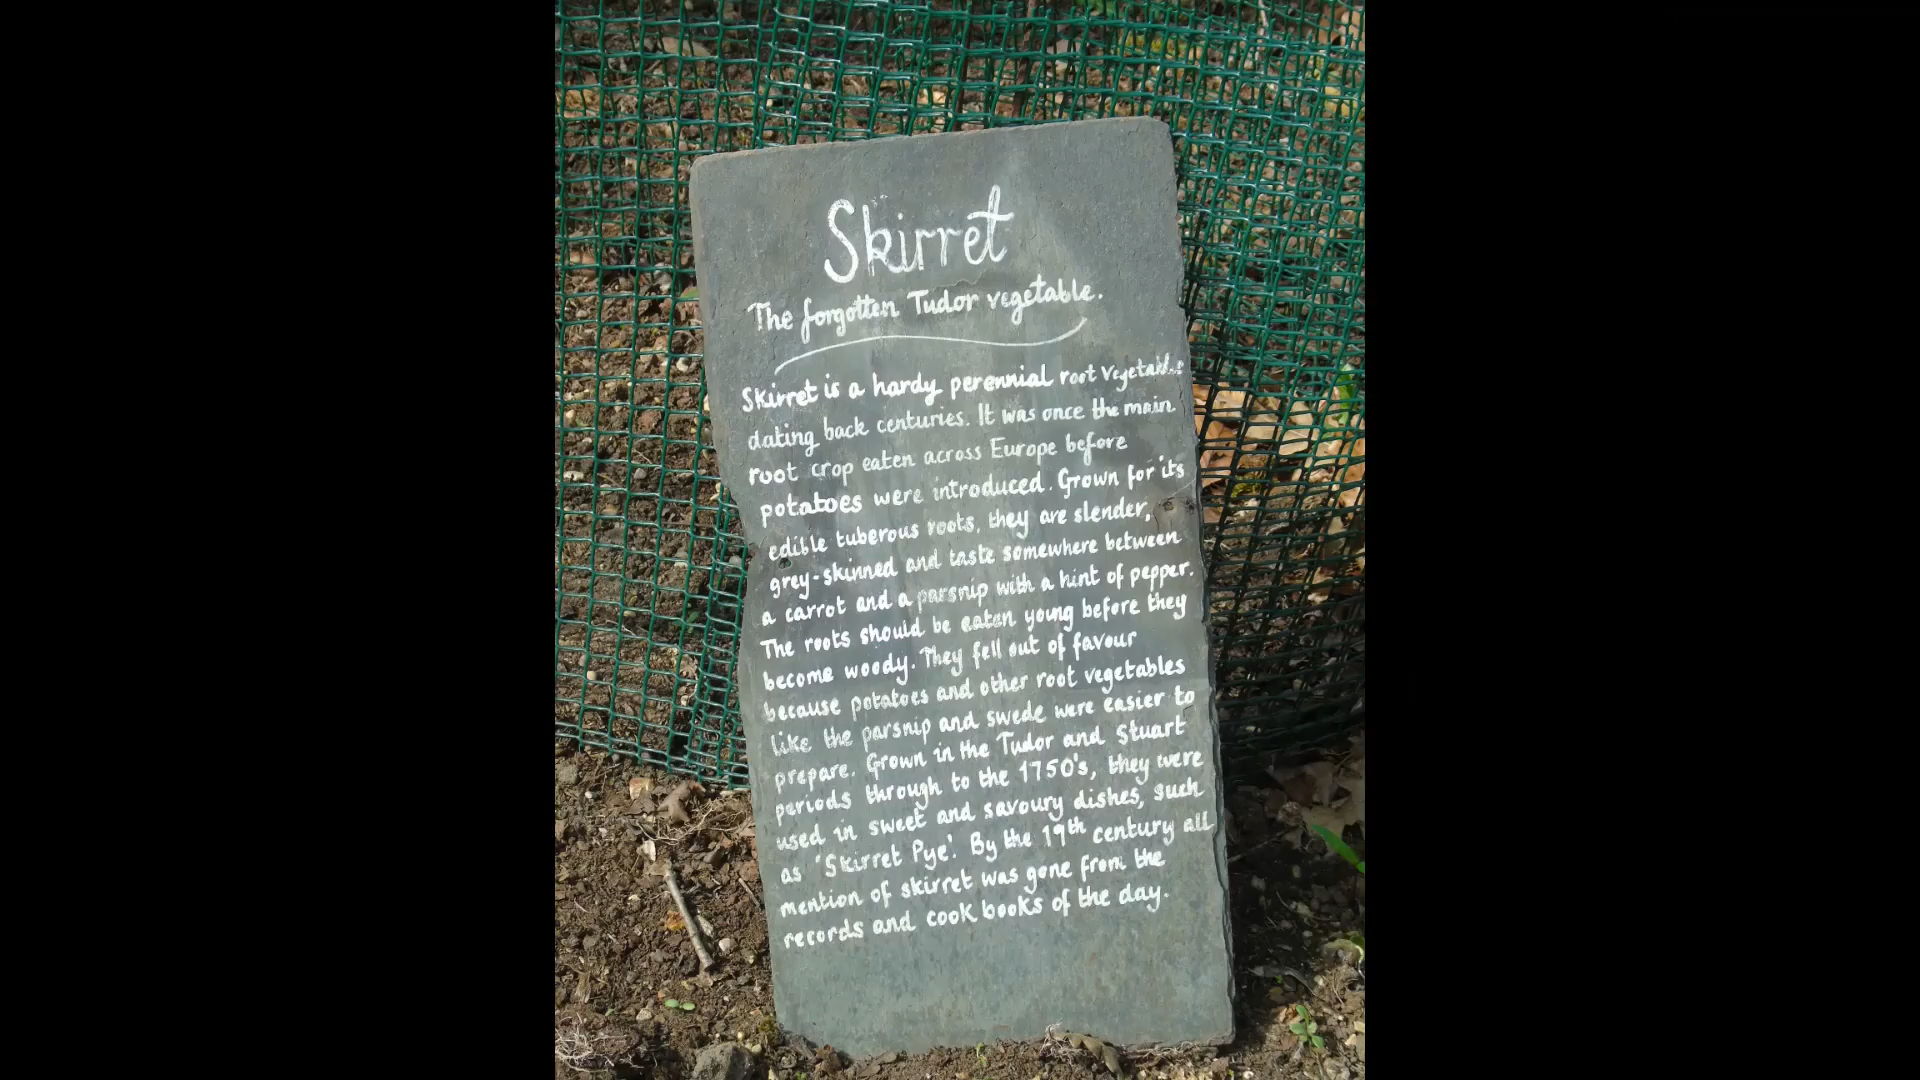 Skirret
The forgotten Tudor vegetable.
Skirret is a hardy perennial root vegetable
dating back centuries. It was once the main
root crop eaten across Europe before
potatoes were introduced. Grown for its
edible tuberous roots, they are slender,
grey-skinned and taste somewhere between
a carrot and a parsnip with a hint of pepper.
The roots should be eaten young before they
become woody. They fell out of favour
because potatoes and other root vegetables
like the parsnip and swede were easier to
prepare. Grown in the Tudor and Stuart
periods through to the 1750's, they were
used in sweet and savoury dishes, such
as 'Skirret Pye'. By the 19th century all
mention of skirret was gone from the
records and cook books of the day.